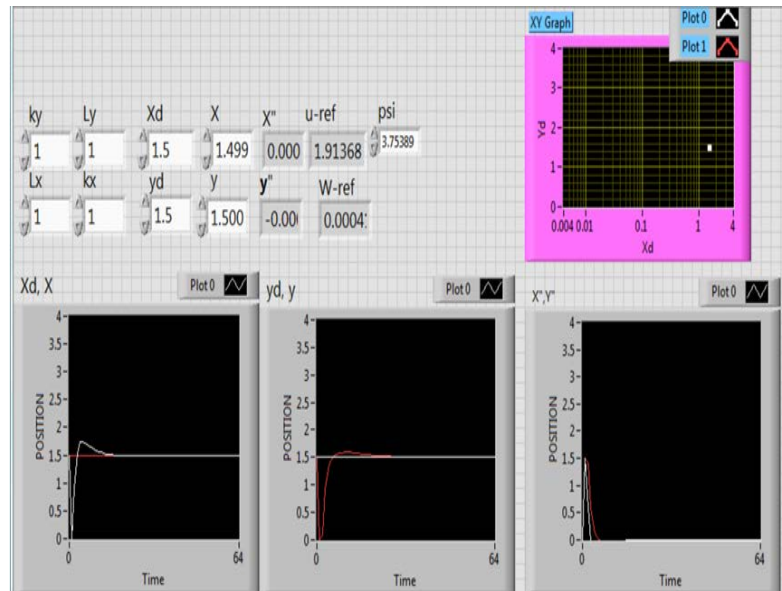 XY Graph
Plot 0
Plot 1
Yd
4
3
2
1
0
0.004 0.01 0.1 1 4
Xd
ky Ly Xd X X" u-ref psi
1 1 1.5 1.499 0.000 1.91368 3.75389
Lx kx yd y y" W-ref
1 1 1.5 1.500 -0.00
Xd, X
Plot 0
POSITION
4
3.5
3
2.5
2
1.5
1
0.5
0
0 64
Time
yd, y
Plot 0
POSITION
4
3.5
3
2.5
2
1.5
1
0.5
0
0 64
Time
X",Y"
Plot 0
POSITION
4
3.5
3
2.5
2
1.5
1
0.5
0
0 64
Time